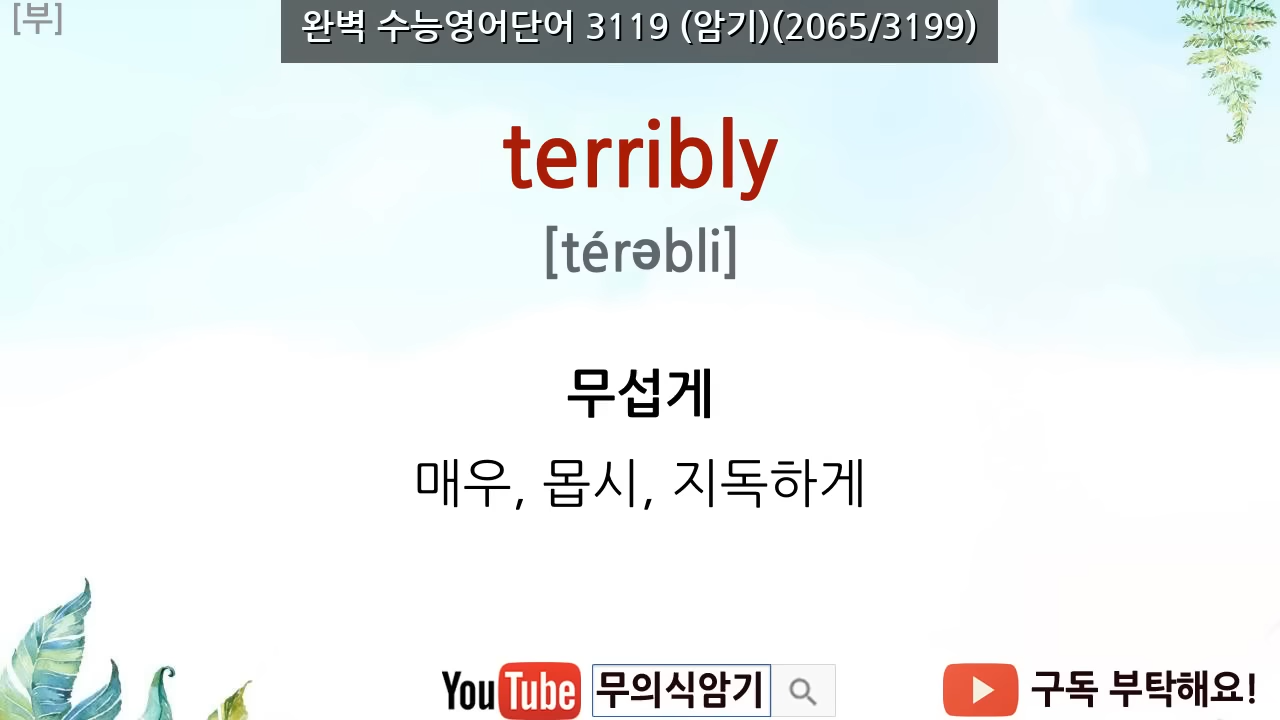 [부]
완벽 수능영어단어 3119 (암기)(2065/3199)
terribly
[térəbli]
무섭게
매우, 몹시, 지독하게
YouTube 무의식암기 구독 부탁해요!